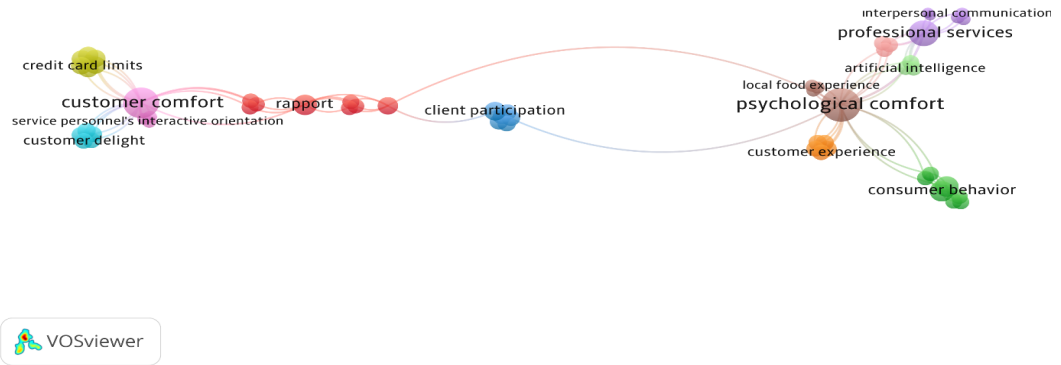 interpersonal communication
professional services
credit card limits
artificial intelligence
local food experience
customer comfort
rapport
psychological comfort
client participation
service personnel's interactive orientation
customer delight
customer experience
consumer behavior
VOSviewer